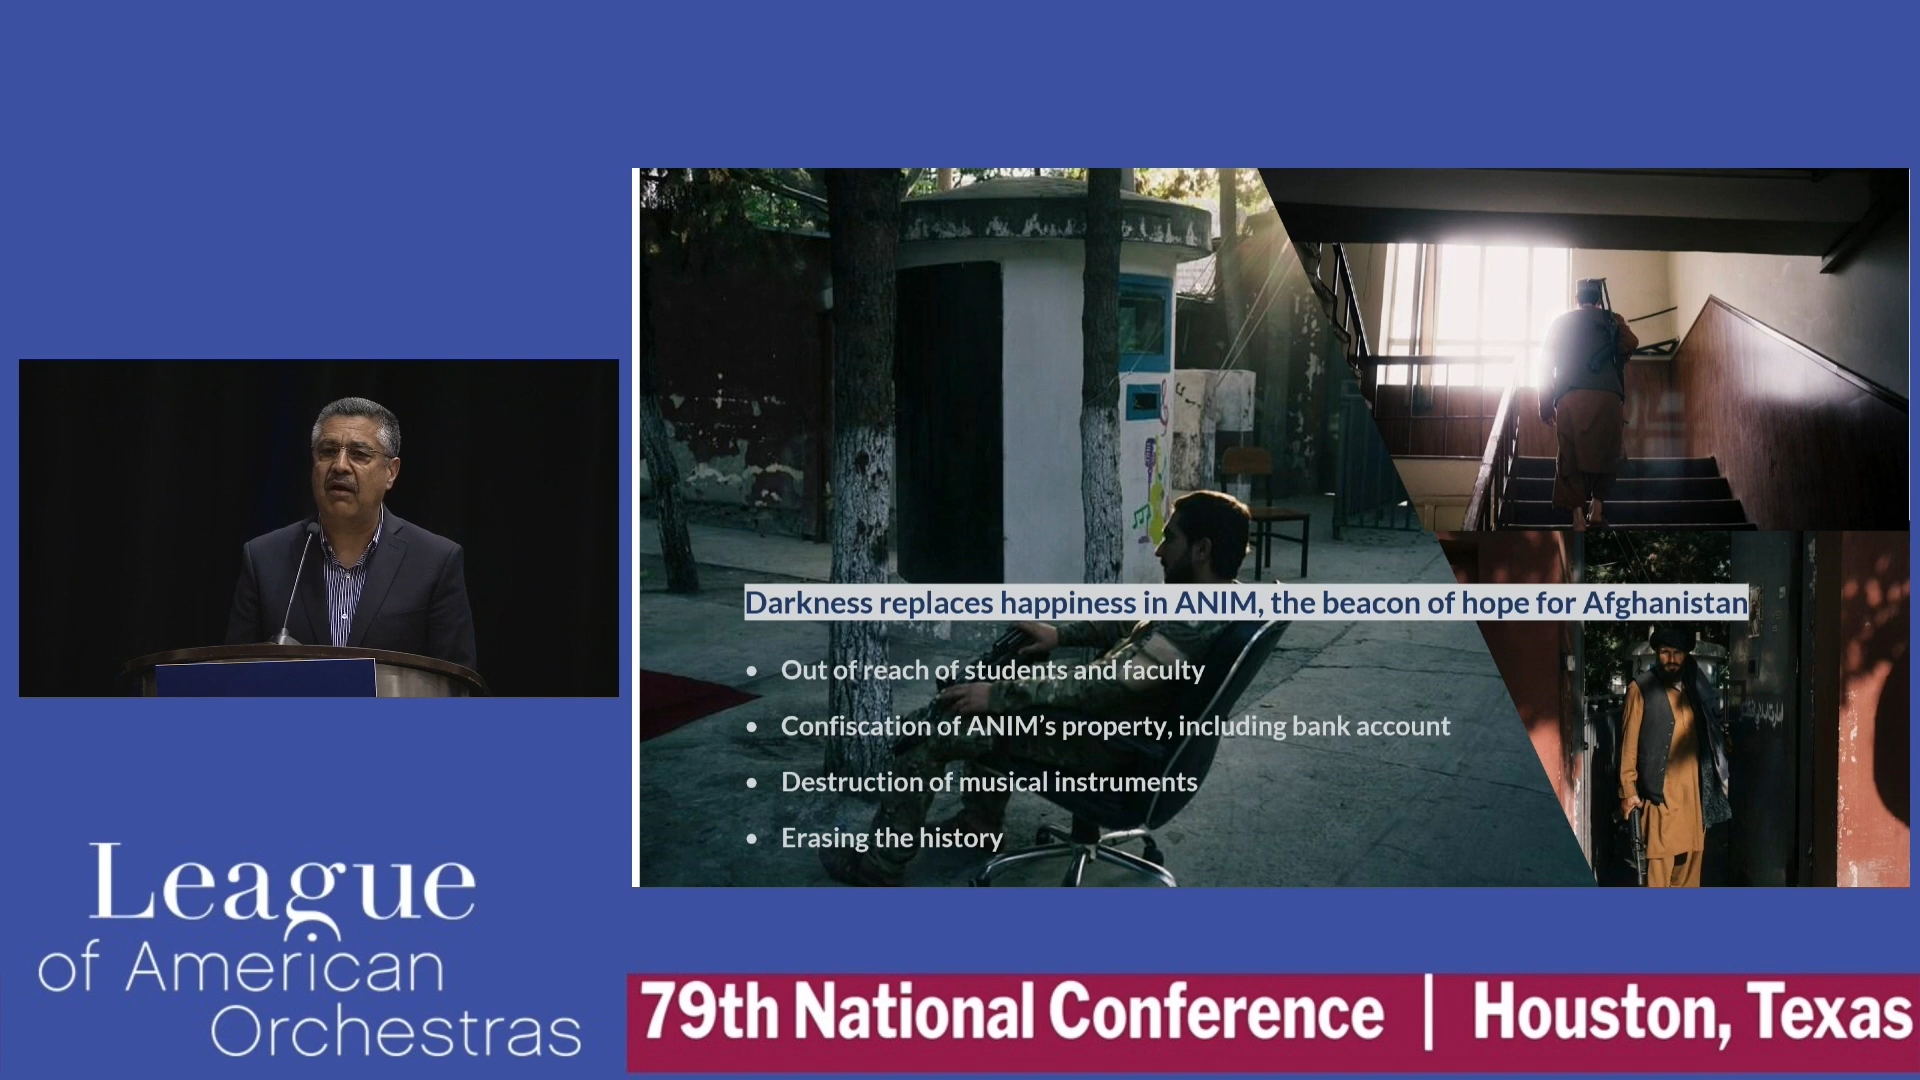 Darkness replaces happiness in ANIM, the beacon of hope for Afghanistan
• Out of reach of students and faculty
• Confiscation of ANIM’s property, including bank account
• Destruction of musical instruments
• Erasing the history
League
of American
Orchestras
79th National Conference | Houston, Texas